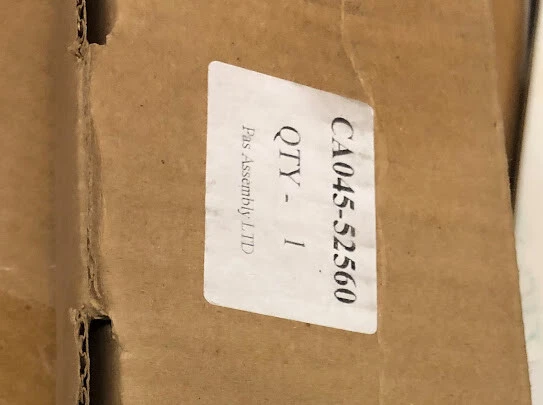 CA045-52560
QTY - 1
Pas Assembly LTD